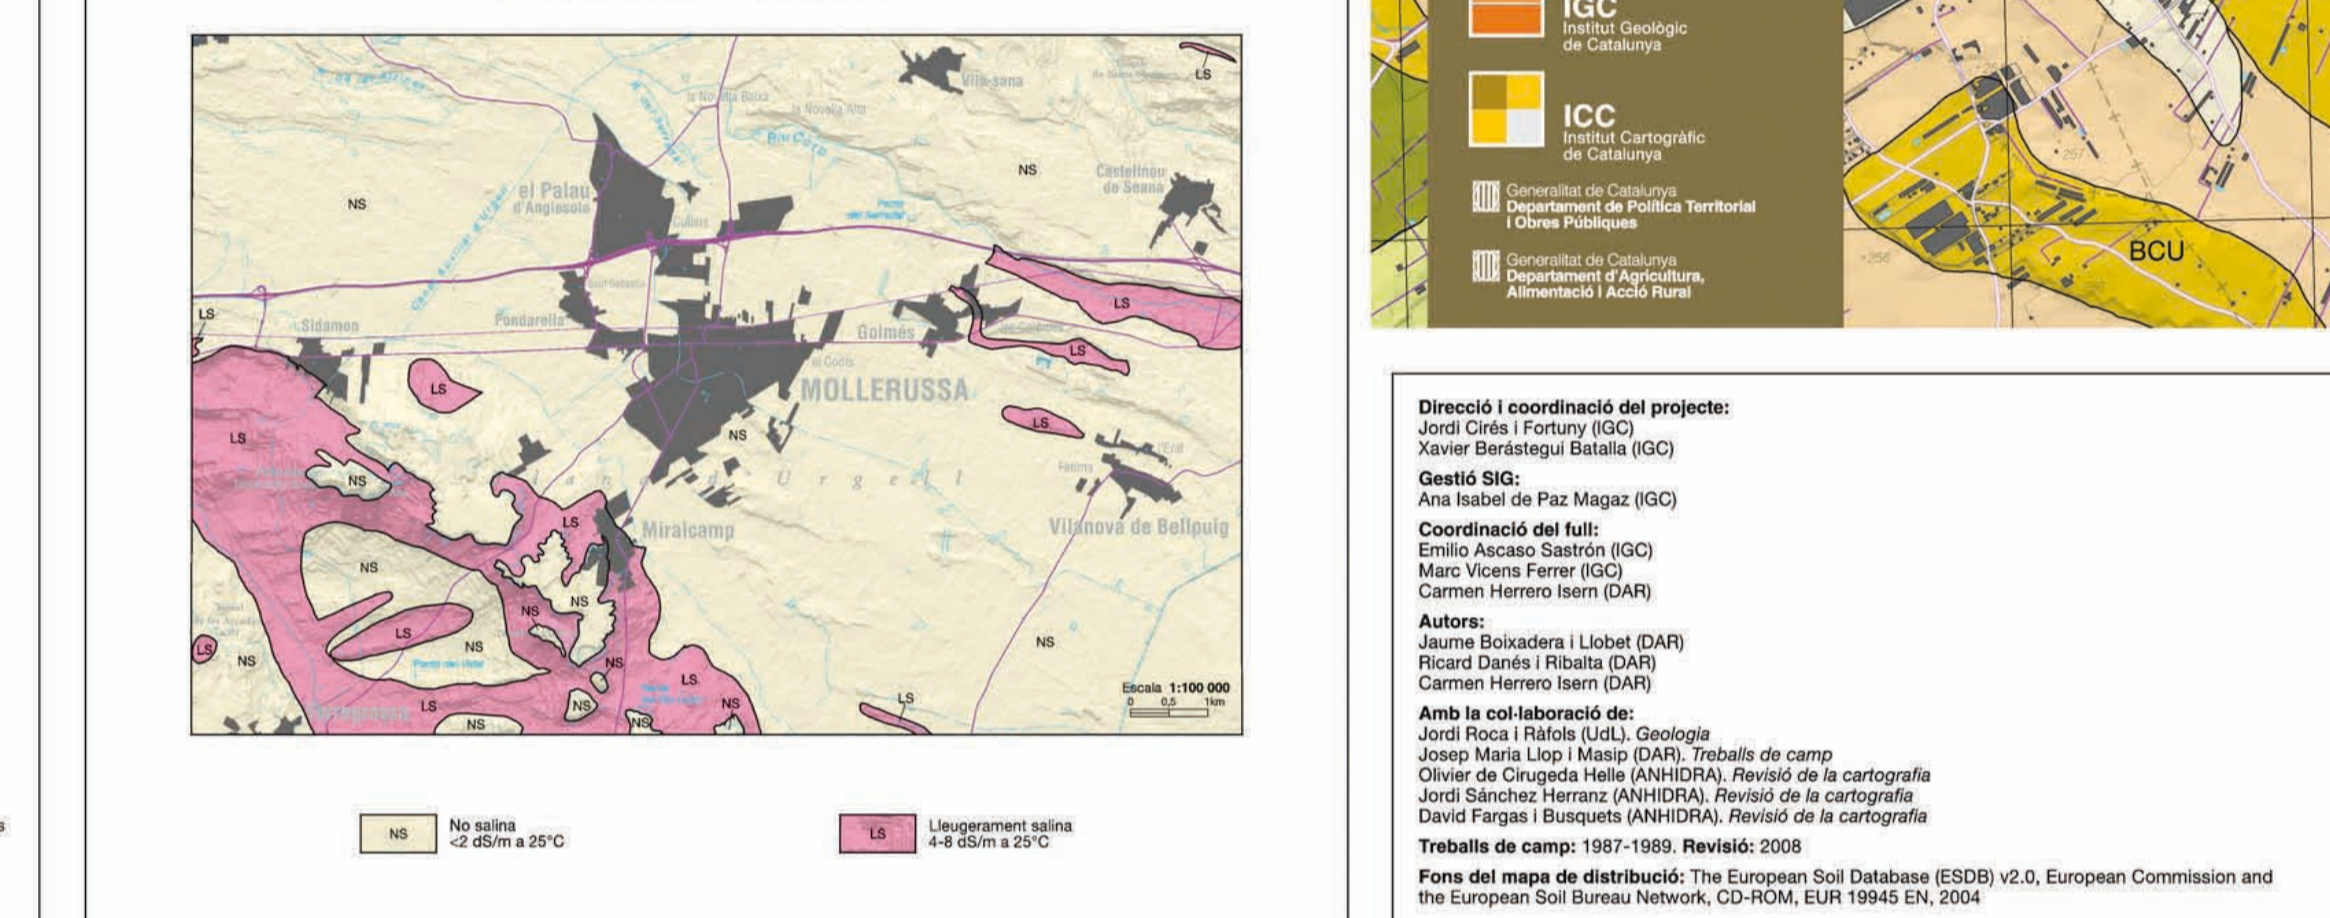 LS
Vila-sana
la Novella Baixa
la Novella Alta
Riu Corb
NS
NS
Castellnou
de Seana
el Palau
d'Anglesola
Canal Auxiliar d'Urgell
LS
LS
Sidamon
Fondarella
Golmés
LS
LS
MOLLERUSSA
LS
NS
LS
LS
NS
Fàtima
Plana d'Urgell
LS
Miralcamp
Vilanova de Bellpuig
NS
NS
NS
LS
NS
LS
NS
NS
NS
LS
NS
LS
NS
NS
NS
LS
Escala 1:100 000
0 0,5 1km
NS
No salina
<2 dS/m a 25°C
LS
Lleugerament salina
4-8 dS/m a 25°C
IGC
Institut Geològic
de Catalunya
ICC
Institut Cartogràfic
de Catalunya
Generalitat de Catalunya
Departament de Política Territorial
i Obres Públiques
Generalitat de Catalunya
Departament d'Agricultura,
Alimentació i Acció Rural
257
256
BCU
Direcció i coordinació del projecte:
Jordi Cirés i Fortuny (IGC)
Xavier Berástegui Batalla (IGC)
Gestió SIG:
Ana Isabel de Paz Magaz (IGC)
Coordinació del full:
Emilio Ascaso Sastrón (IGC)
Marc Vicens Ferrer (IGC)
Carmen Herrero Isern (DAR)
Autors:
Jaume Boixadera i Llobet (DAR)
Ricard Danés i Ribalta (DAR)
Carmen Herrero Isern (DAR)
Amb la col·laboració de:
Jordi Roca i Ràfols (UdL). Geologia
Josep Maria Llop i Masip (DAR). Treballs de camp
Olivier de Cirugeda Helle (ANHIDRA). Revisió de la cartografia
Jordi Sánchez Herranz (ANHIDRA). Revisió de la cartografia
David Fargas i Busquets (ANHIDRA). Revisió de la cartografia
Treballs de camp: 1987-1989. Revisió: 2008
Fons del mapa de distribució: The European Soil Database (ESDB) v2.0, European Commission and
the European Soil Bureau Network, CD-ROM, EUR 19945 EN, 2004